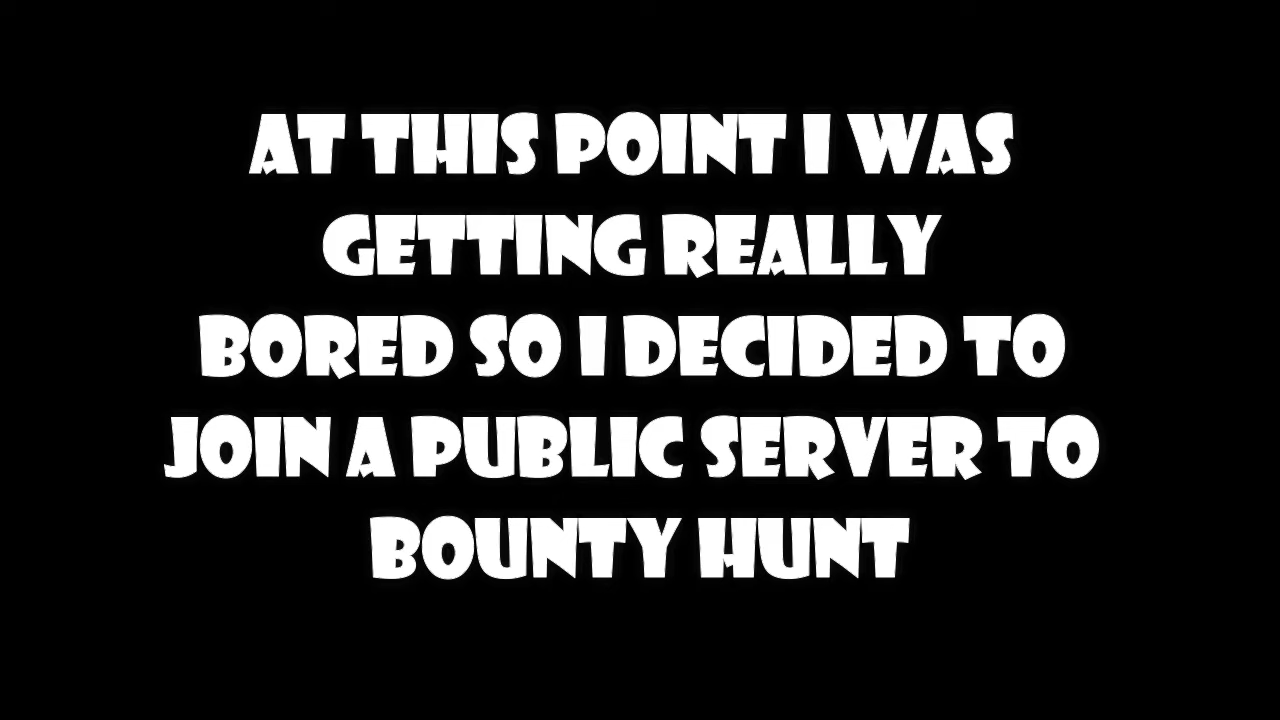 AT THIS POINT I WAS
GETTING REALLY
BORED SO I DECIDED TO
JOIN A PUBLIC SERVER TO
BOUNTY HUNT